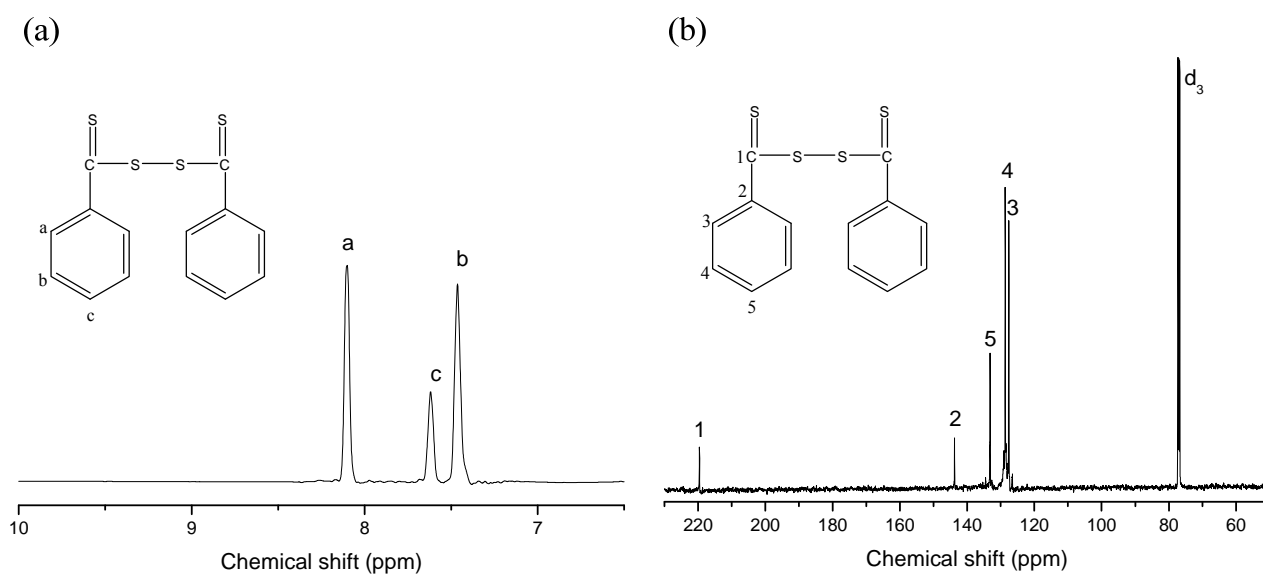 (a)
S S
C S S C
a
b
c
a
b
c
10 9 8 7
Chemical shift (ppm)
(b)
d3
S S
1C S S C
2
3
4
5
4
3
5
2
1
220 200 180 160 140 120 100 80 60
Chemical shift (ppm)